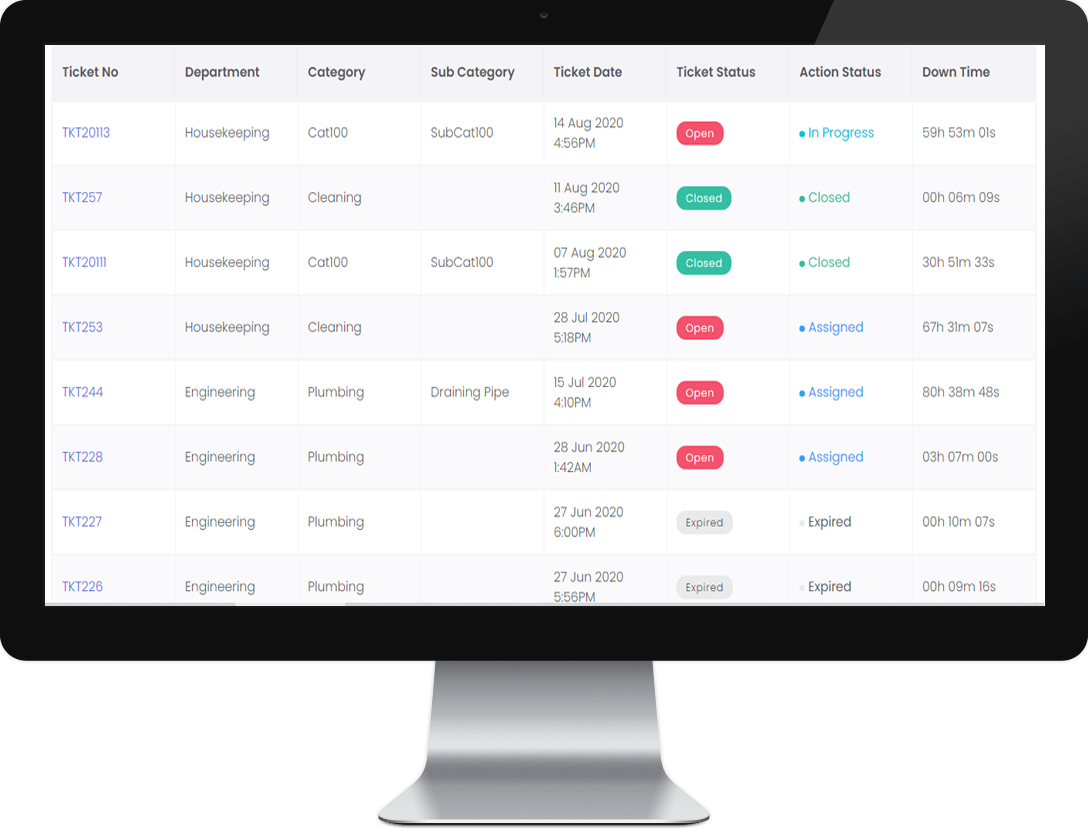 Ticket No Department Category Sub Category Ticket Date Ticket Status Action Status Down Time
TKT20113 Housekeeping Cat100 SubCat100 14 Aug 2020 4:56PM Open In Progress 59h 53m 01s
TKT257 Housekeeping Cleaning 11 Aug 2020 3:46PM Closed Closed 00h 06m 09s
TKT20111 Housekeeping Cat100 SubCat100 07 Aug 2020 1:57PM Closed Closed 30h 51m 33s
TKT253 Housekeeping Cleaning 28 Jul 2020 5:18PM Open Assigned 67h 31m 07s
TKT244 Engineering Plumbing Draining Pipe 15 Jul 2020 4:10PM Open Assigned 80h 38m 48s
TKT228 Engineering Plumbing 28 Jun 2020 1:42AM Open Assigned 03h 07m 00s
TKT227 Engineering Plumbing 27 Jun 2020 6:00PM Expired Expired 00h 10m 07s
TKT226 Engineering Plumbing 27 Jun 2020 5:56PM Expired Expired 00h 09m 16s